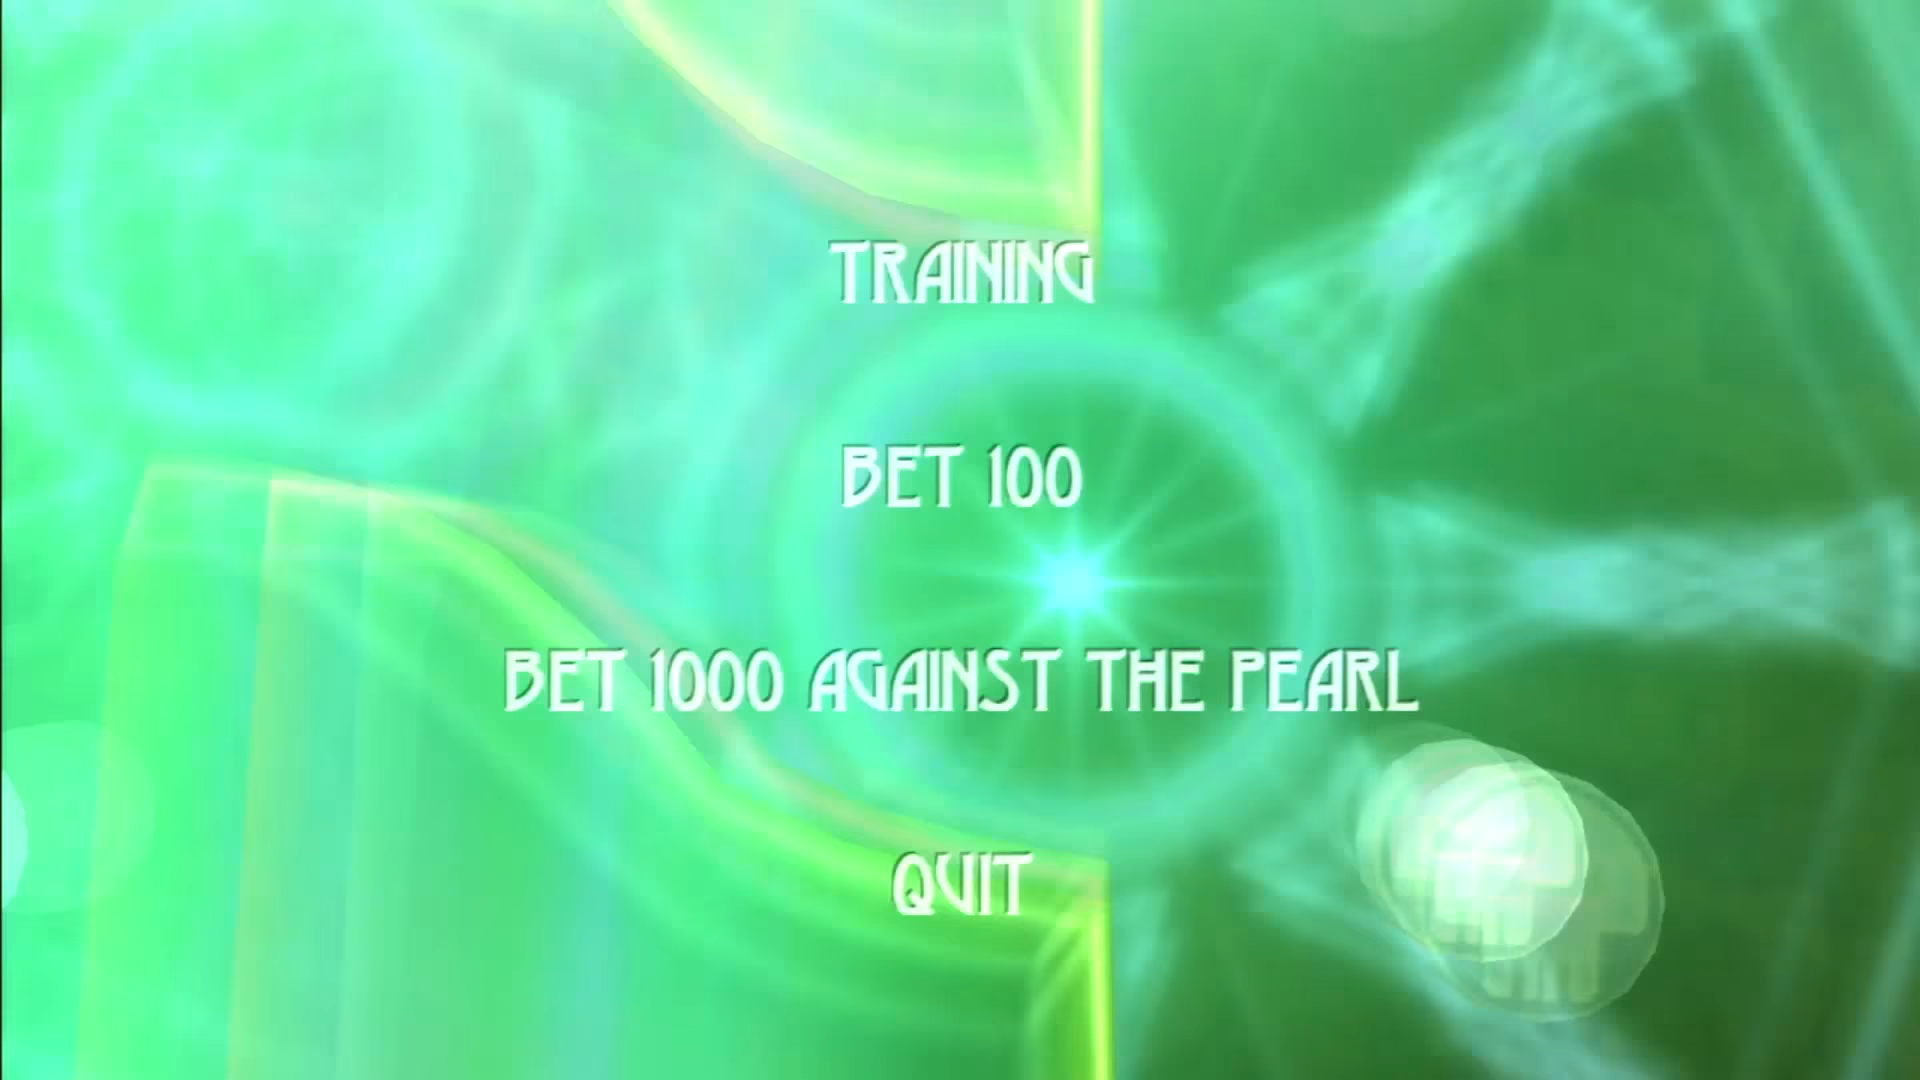 TRAINING
BET 100
BET 1000 AGAINST THE PEARL
QUIT